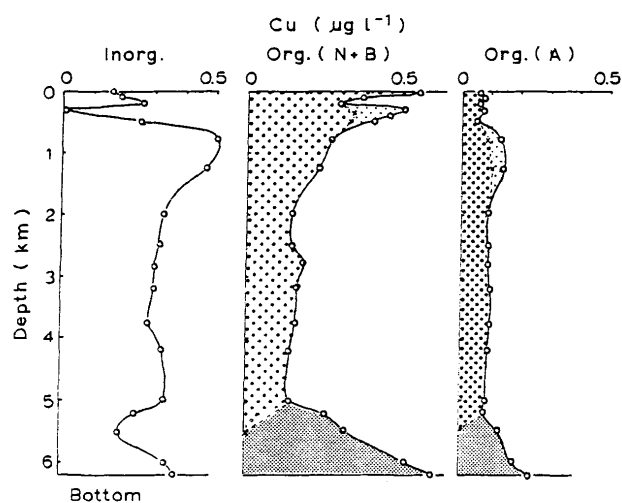 Cu ( µg l⁻¹)
Inorg. Org. ( N + B ) Org. ( A )
0 0.5 0 0.5 0 0.5
0
1
2
3
4
5
6
Depth ( km )
Bottom